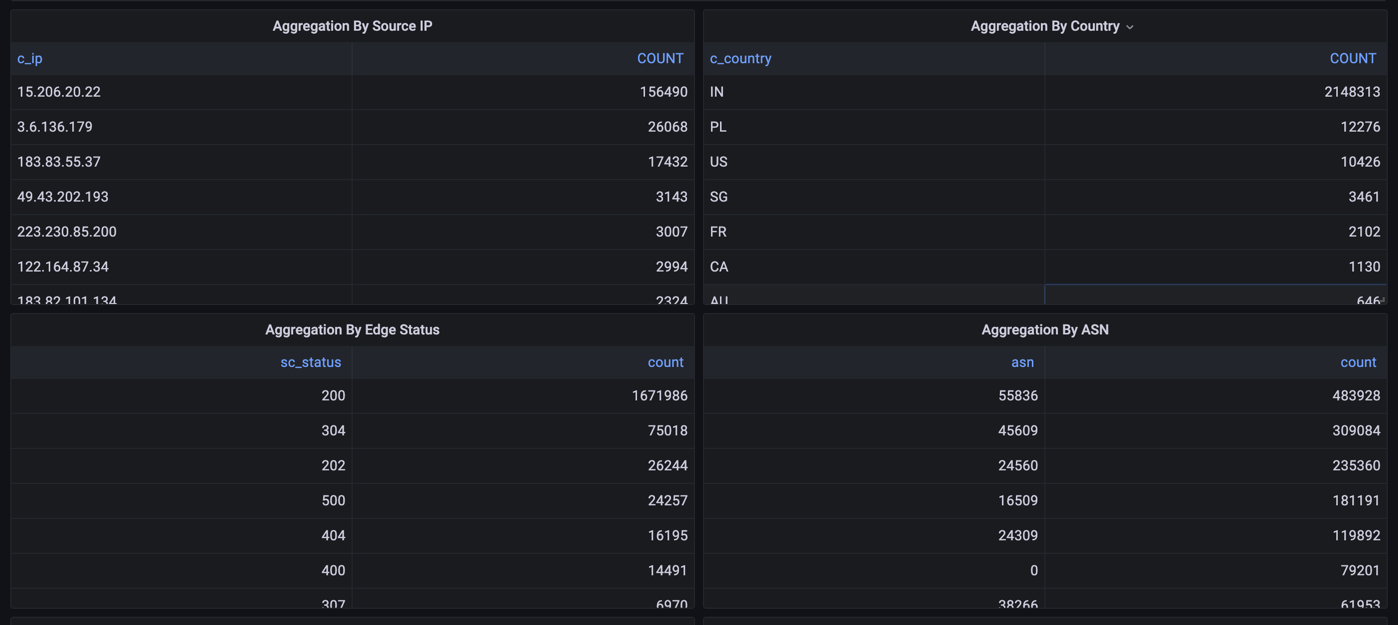 Aggregation By Source IP
c_ip COUNT
15.206.20.22 156490
3.6.136.179 26068
183.83.55.37 17432
49.43.202.193 3143
223.230.85.200 3007
122.164.87.34 2994
183.82.101.134 2324
Aggregation By Country
c_country COUNT
IN 2148313
PL 12276
US 10426
SG 3461
FR 2102
CA 1130
AU 646
Aggregation By Edge Status
sc_status count
200 1671986
304 75018
202 26244
500 24257
404 16195
400 14491
307 6970
Aggregation By ASN
asn count
55836 483928
45609 309084
24560 235360
16509 181191
24309 119892
0 79201
38266 61953